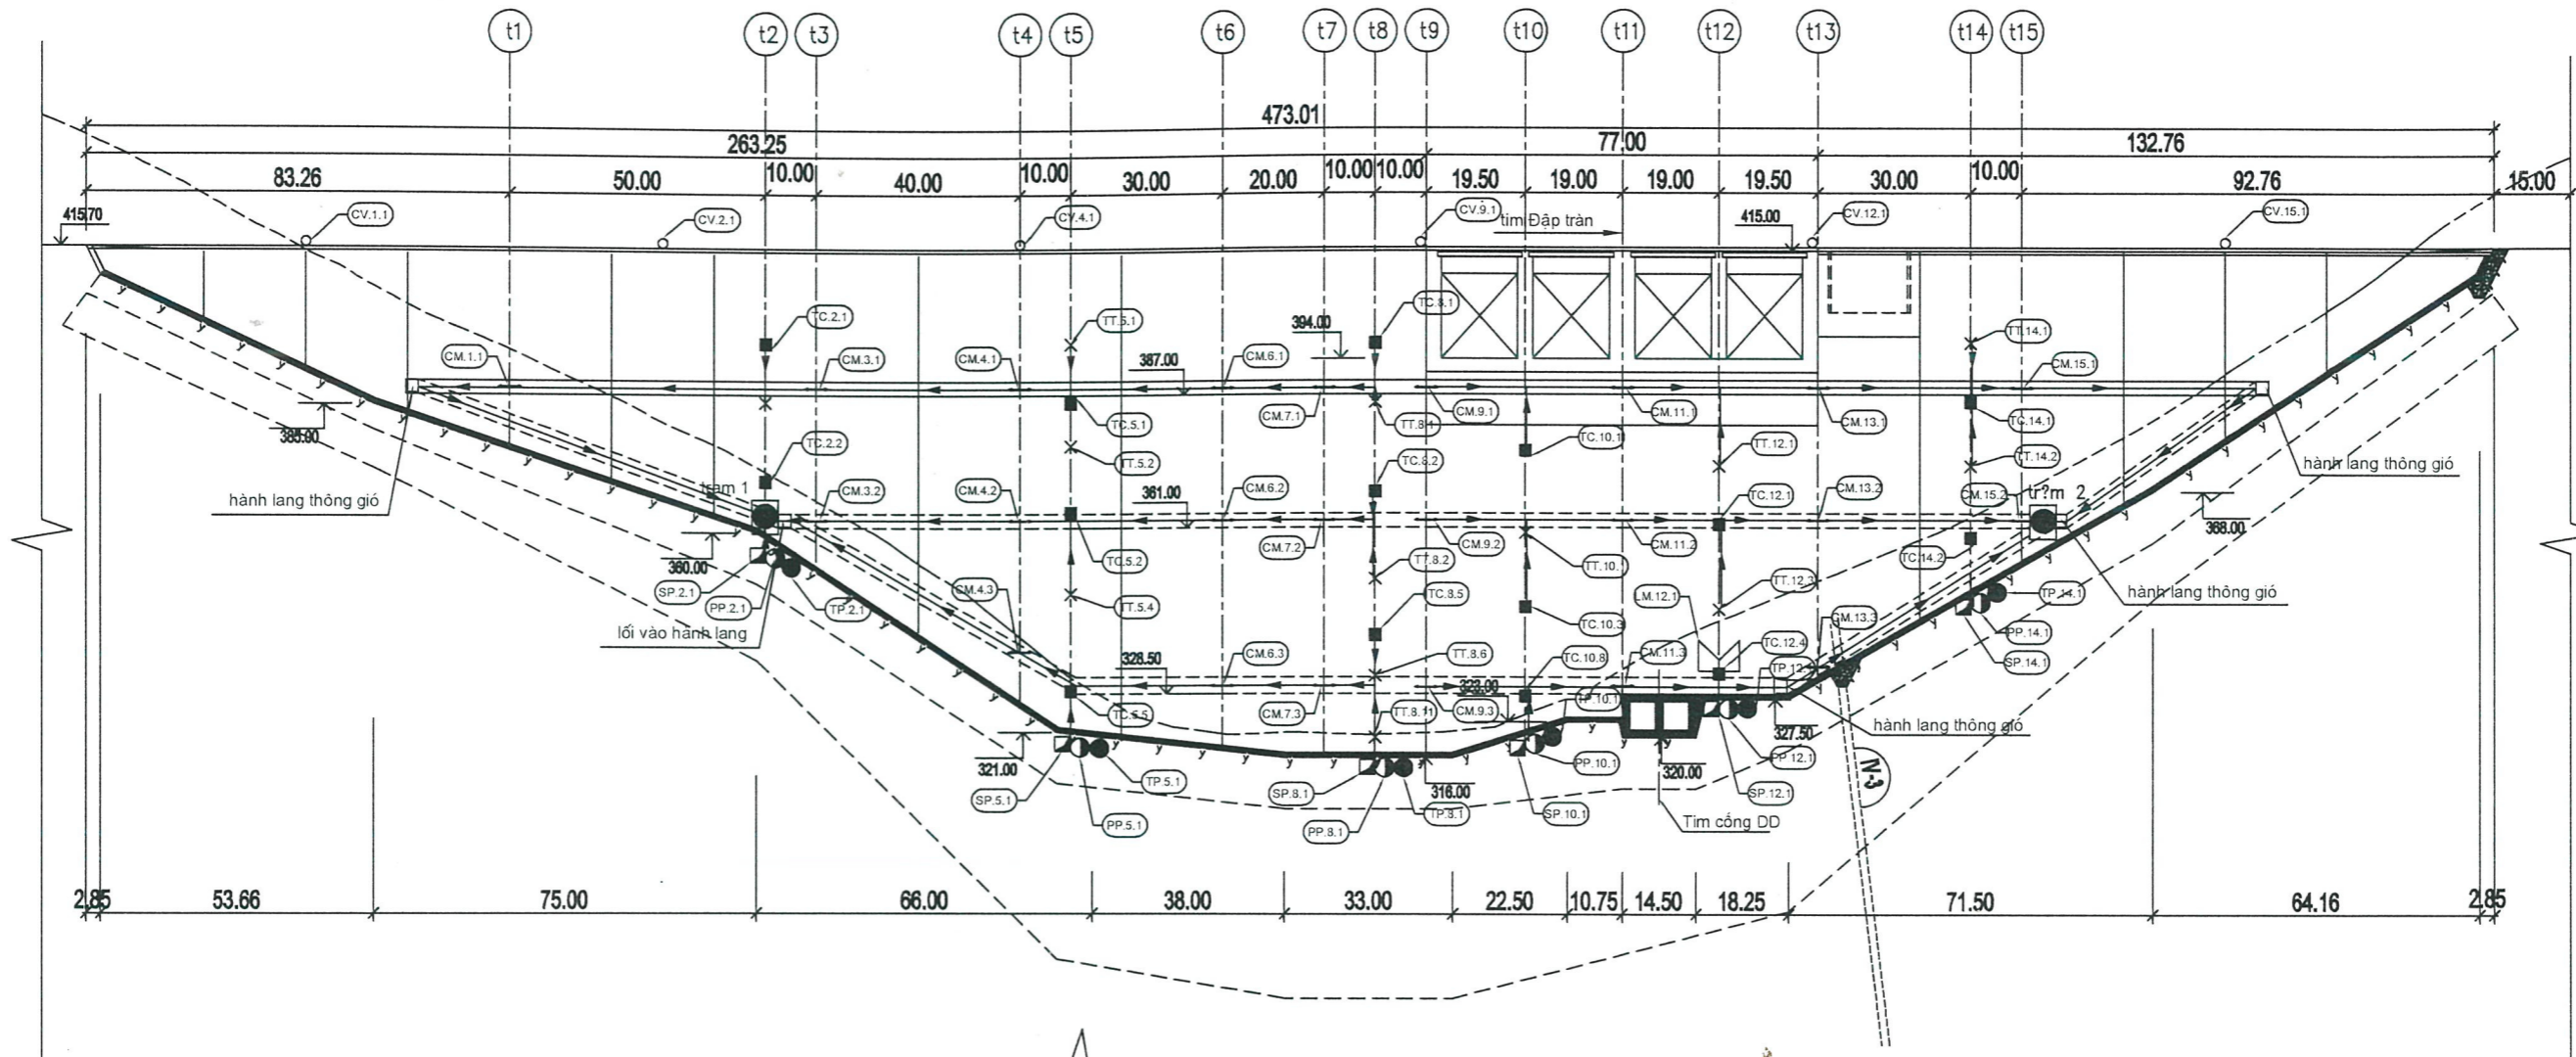 t1 t2 t3 t4 t5 t6 t7 t8 t9 t10 t11 t12 t13 t14 t15
473.01
263.25 77.00 132.76
83.26 50.00 10.00 40.00 10.00 30.00 20.00 10.00 10.00 19.50 19.00 19.00 19.50 30.00 10.00 92.76 15.00
415.70 CV.1.1 CV.2.1 CV.4.1 CV.9.1 tim Đập tràn 415.00 CV.12.1 CV.15.1
TC.2.1 TT.5.1 394.00 TC.8.1 TT.14.1
CM.1.1 CM.3.1 CM.4.1 387.00 CM.6.1 CM.15.1
385.00 TC.5.1 CM.7.1 TT.8.1 CM.9.1 CM.11.1 CM.13.1 TC.14.1
TC.2.2 TT.5.2 TC.8.2 TC.10.1 TT.12.1 TT.14.2
hành lang thông gió trạm 1 hành lang thông gió
CM.3.2 CM.4.2 361.00 CM.6.2 TC.12.1 CM.13.2 CM.15.2 tr?m 2 368.00
360.00 TC.5.2 CM.7.2 TT.8.2 CM.9.2 TT.10. CM.11.2 TC.14.2
SP.2.1 PP.2.1 TP.2.1 CM.4.3 TT.5.4 TC.8.5 TC.10.3 LM.12.1 TT.12.3 CM.13.3 TP.14.1 hành lang thông gió
lối vào hành lang PP.14.1
328.50 CM.6.3 TT.8.6 TC.10.8 CM.11.3 TC.12.4 TP.12. SP.14.1
TC.5.5 CM.7.3 TT.8.11 CM.9.3 323.00 TP.10.1 327.50 hành lang thông gió
321.00 SP.5.1 PP.5.1 TP.5.1 SP.8.1 PP.8.1 TP.8.1 316.00 SP.10.1 PP.10.1 320.00 PP.12.1 SP.12.1 IV-3
Tim cống DD
2.85 53.66 75.00 66.00 38.00 33.00 22.50 10.75 14.50 18.25 71.50 64.16 2.85